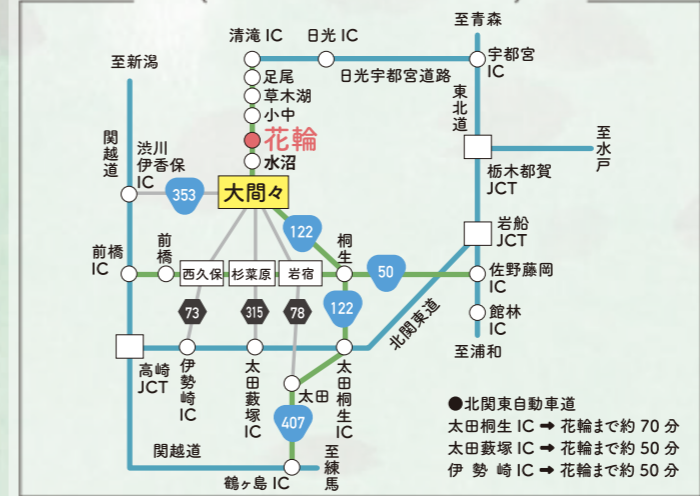 至青森
清滝 IC
日光 IC
宇都宮
IC
至新潟
足尾
日光宇都宮道路
草木湖
東北道
小中
関越道
渋川
伊香保
IC
花輪
至水戸
水沼
栃木都賀
JCT
353
大間々
122
岩船
JCT
前橋
IC
前橋
西久保
杉葉原
岩宿
桐生
50
佐野藤岡
IC
73
315
78
122
館林
IC
北関東道
至浦和
高崎
JCT
伊勢崎IC
太田藪塚IC
太田
太田桐生IC
407
関越道
至練馬
鶴ヶ島 IC
●北関東自動車道
太田桐生 IC ➡ 花輪まで約 70 分
太田藪塚 IC ➡ 花輪まで約 50 分
伊 勢 崎 IC ➡ 花輪まで約 50 分